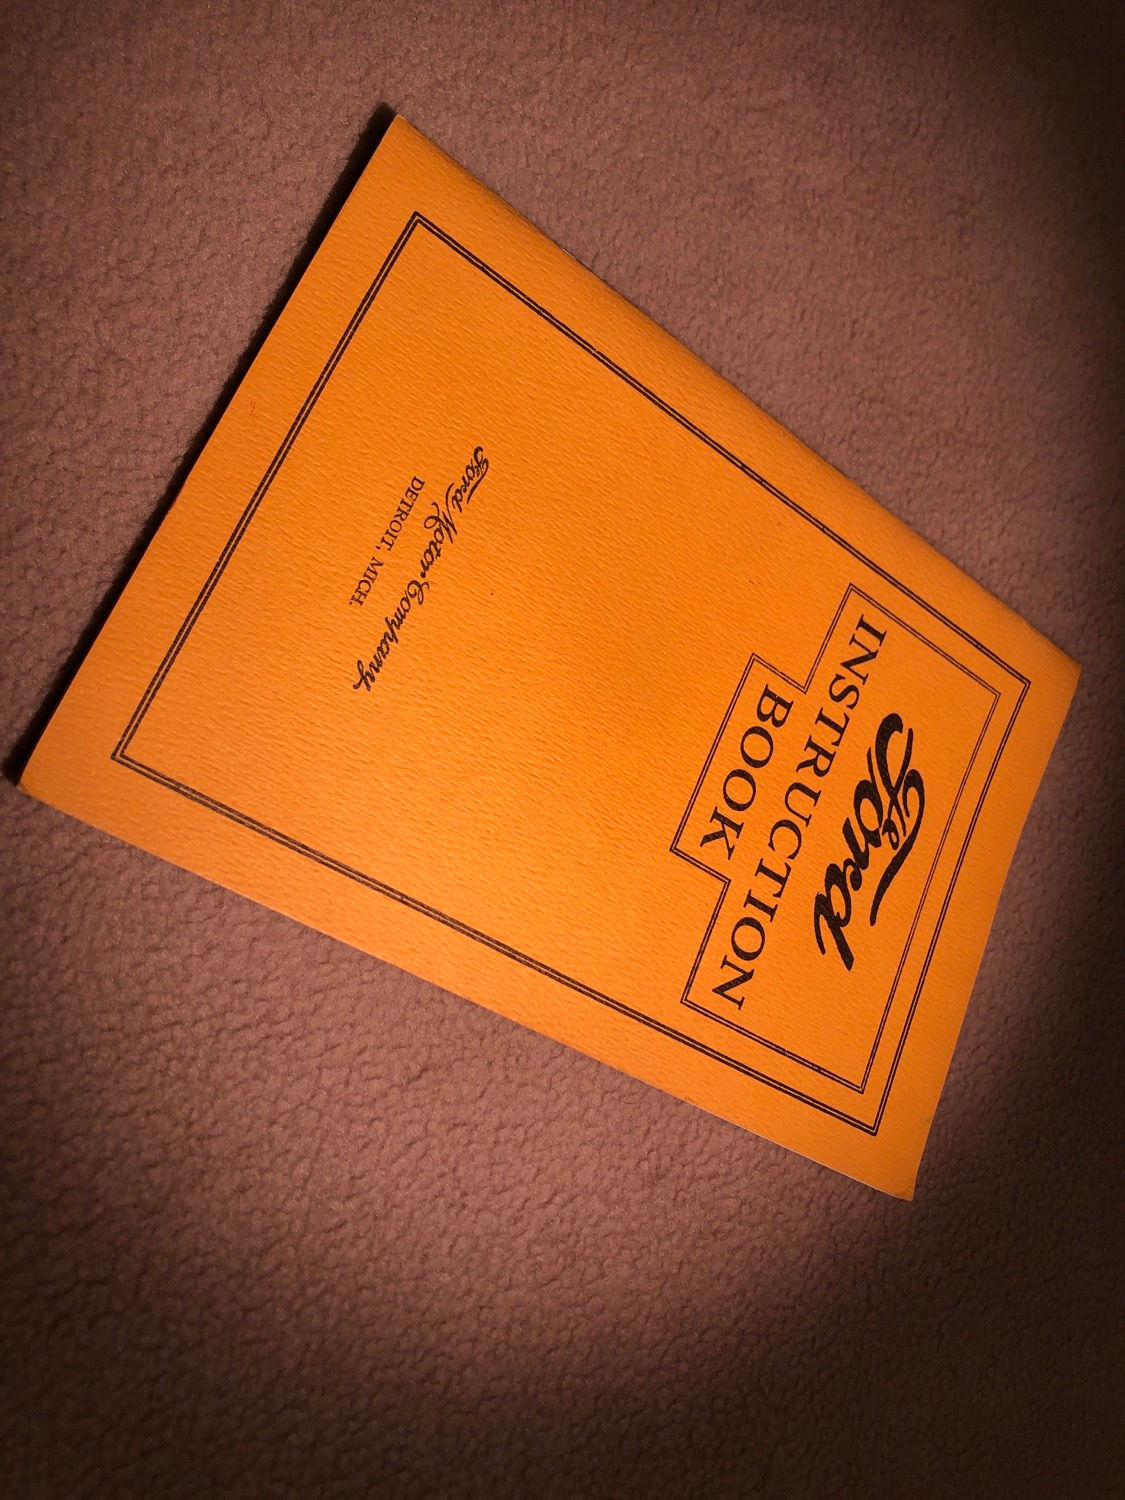 Ford
INSTRUCTION
BOOK
Ford Motor Company
DETROIT, MICH.